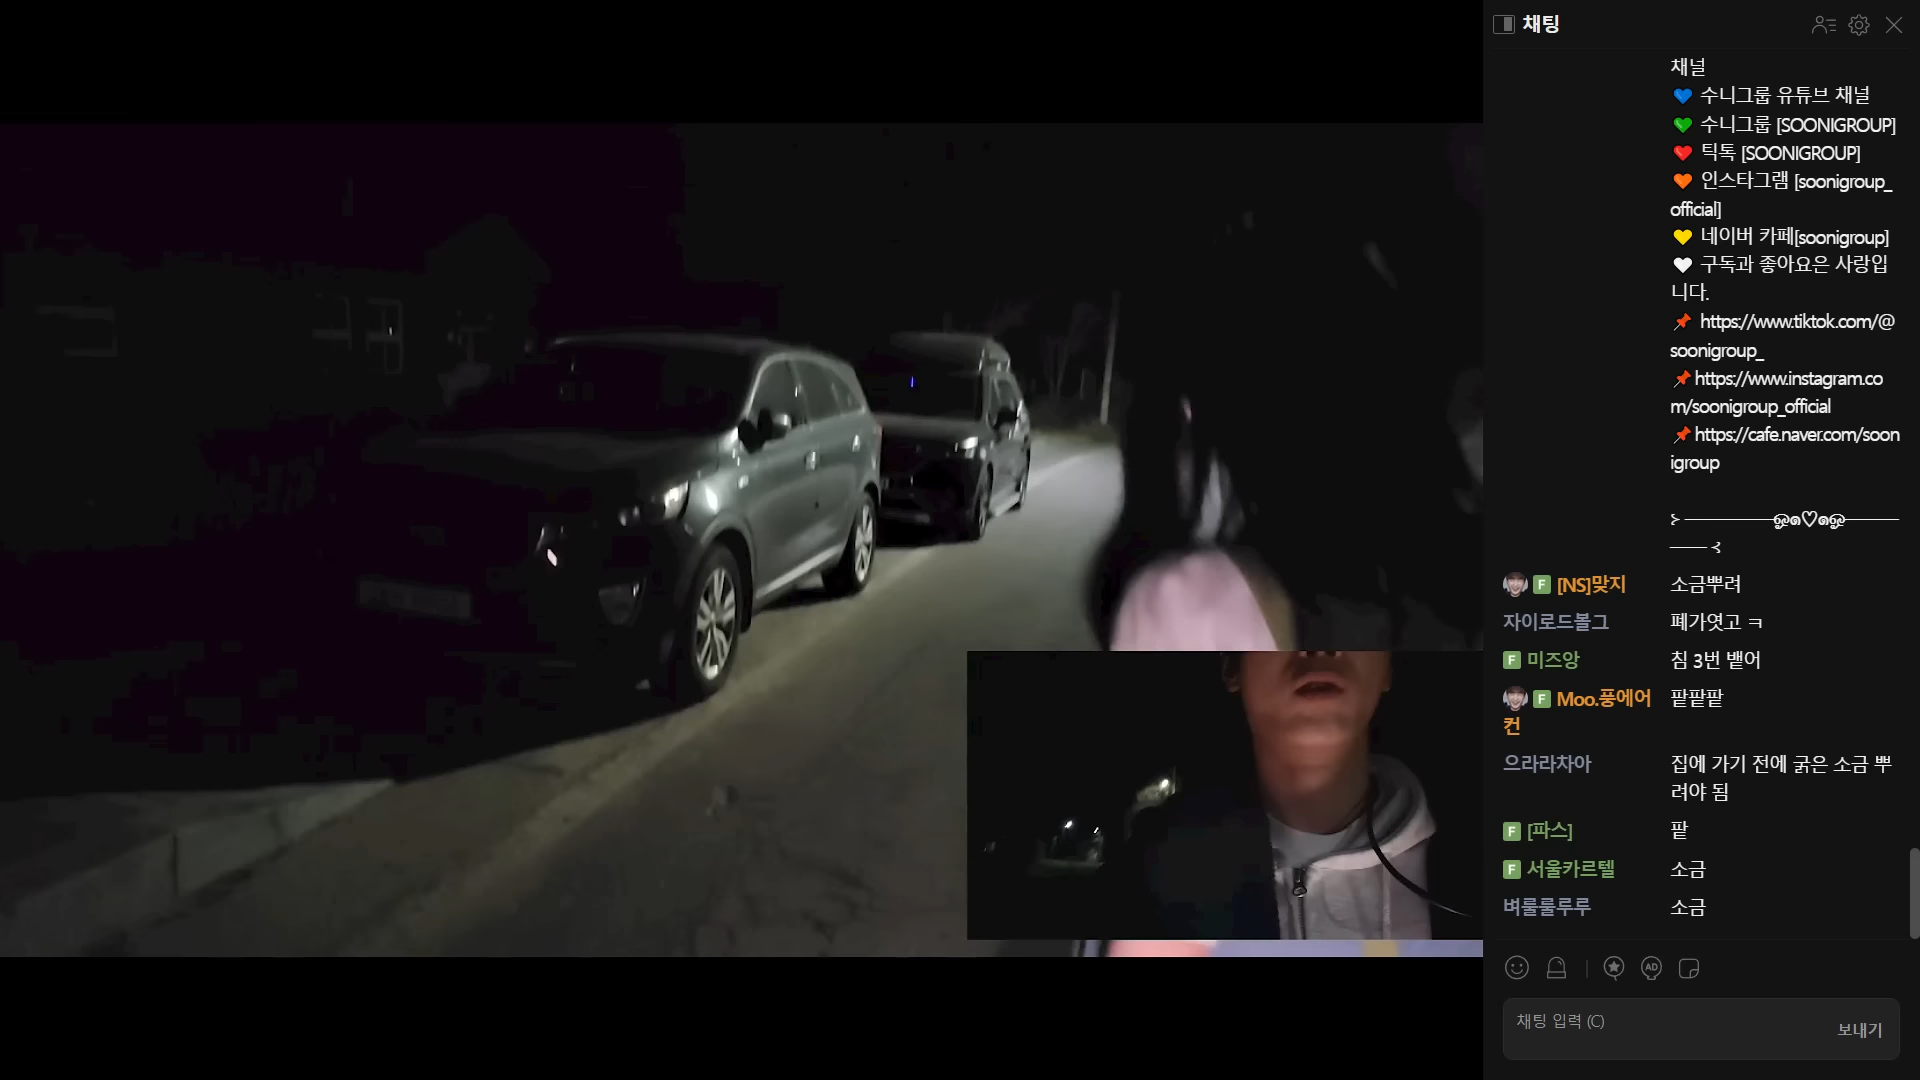 채팅
채널
💙 수니그룹 유튜브 채널
💚 수니그룹 [SOONIGROUP]
❤️ 틱톡 [SOONIGROUP]
🧡 인스타그램 [soonigroup_
official]
💛 네이버 카페[soonigroup]
🤍 구독과 좋아요은 사랑입
니다.
📌 https://www.tiktok.com/@
soonigroup_
📌https://www.instagram.co
m/soonigroup_official
📌https://cafe.naver.com/soon
igroup
[NS]맞지 소금뿌려
자이로드볼그 폐가엿고 ㅋ
미즈앙 침 3번 뱉어
Moo.풍에어 팥팥팥
컨
으라라차아 집에 가기 전에 굵은 소금 뿌
려야 됨
[파스] 팥
서울카르텔 소금
벼룰룰루루 소금
채팅 입력 (C)
보내기